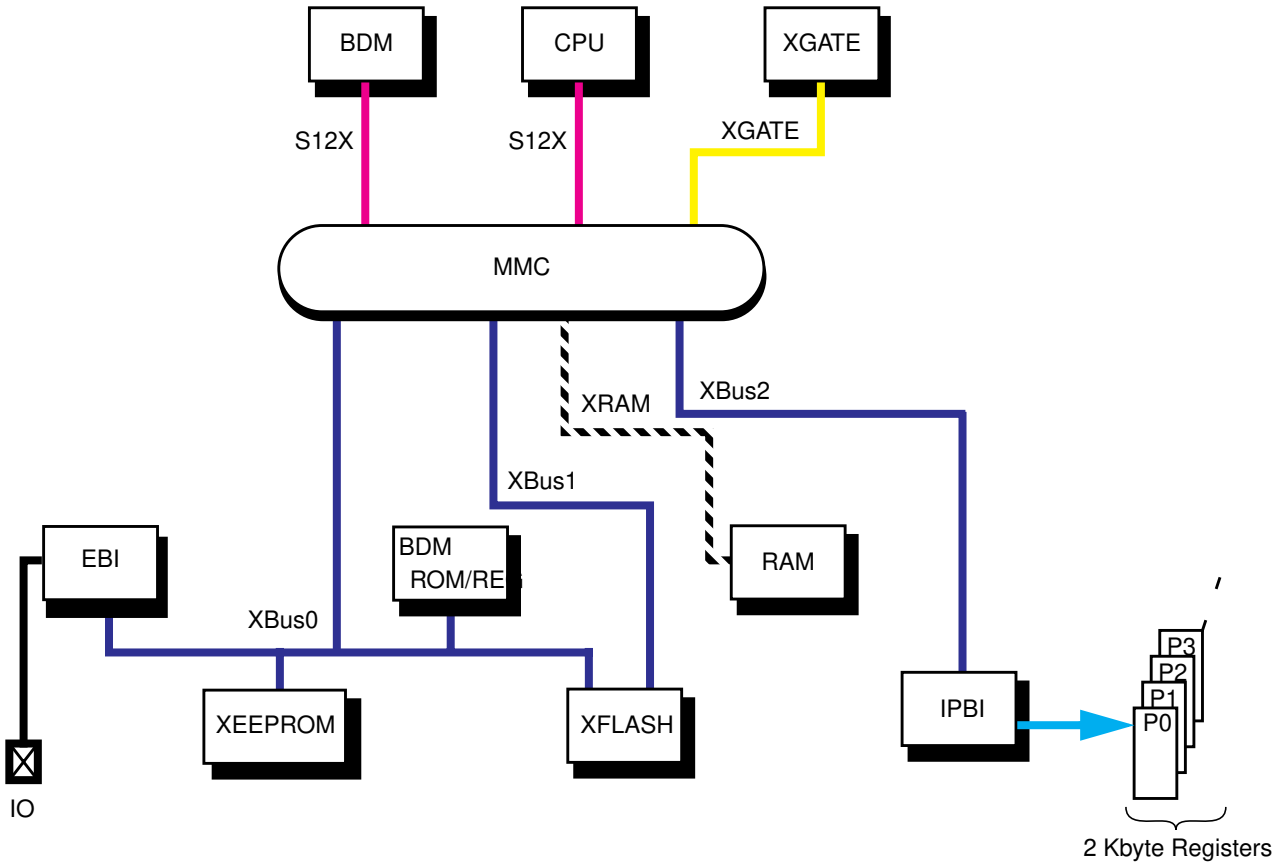 BDM
CPU
XGATE
S12X
S12X
XGATE
MMC
XRAM
XBus2
XBus1
EBI
BDM
ROM/REG
RAM
XBus0
P3
P2
P1
P0
XEEPROM
XFLASH
IPBI
IO
2 Kbyte Registers